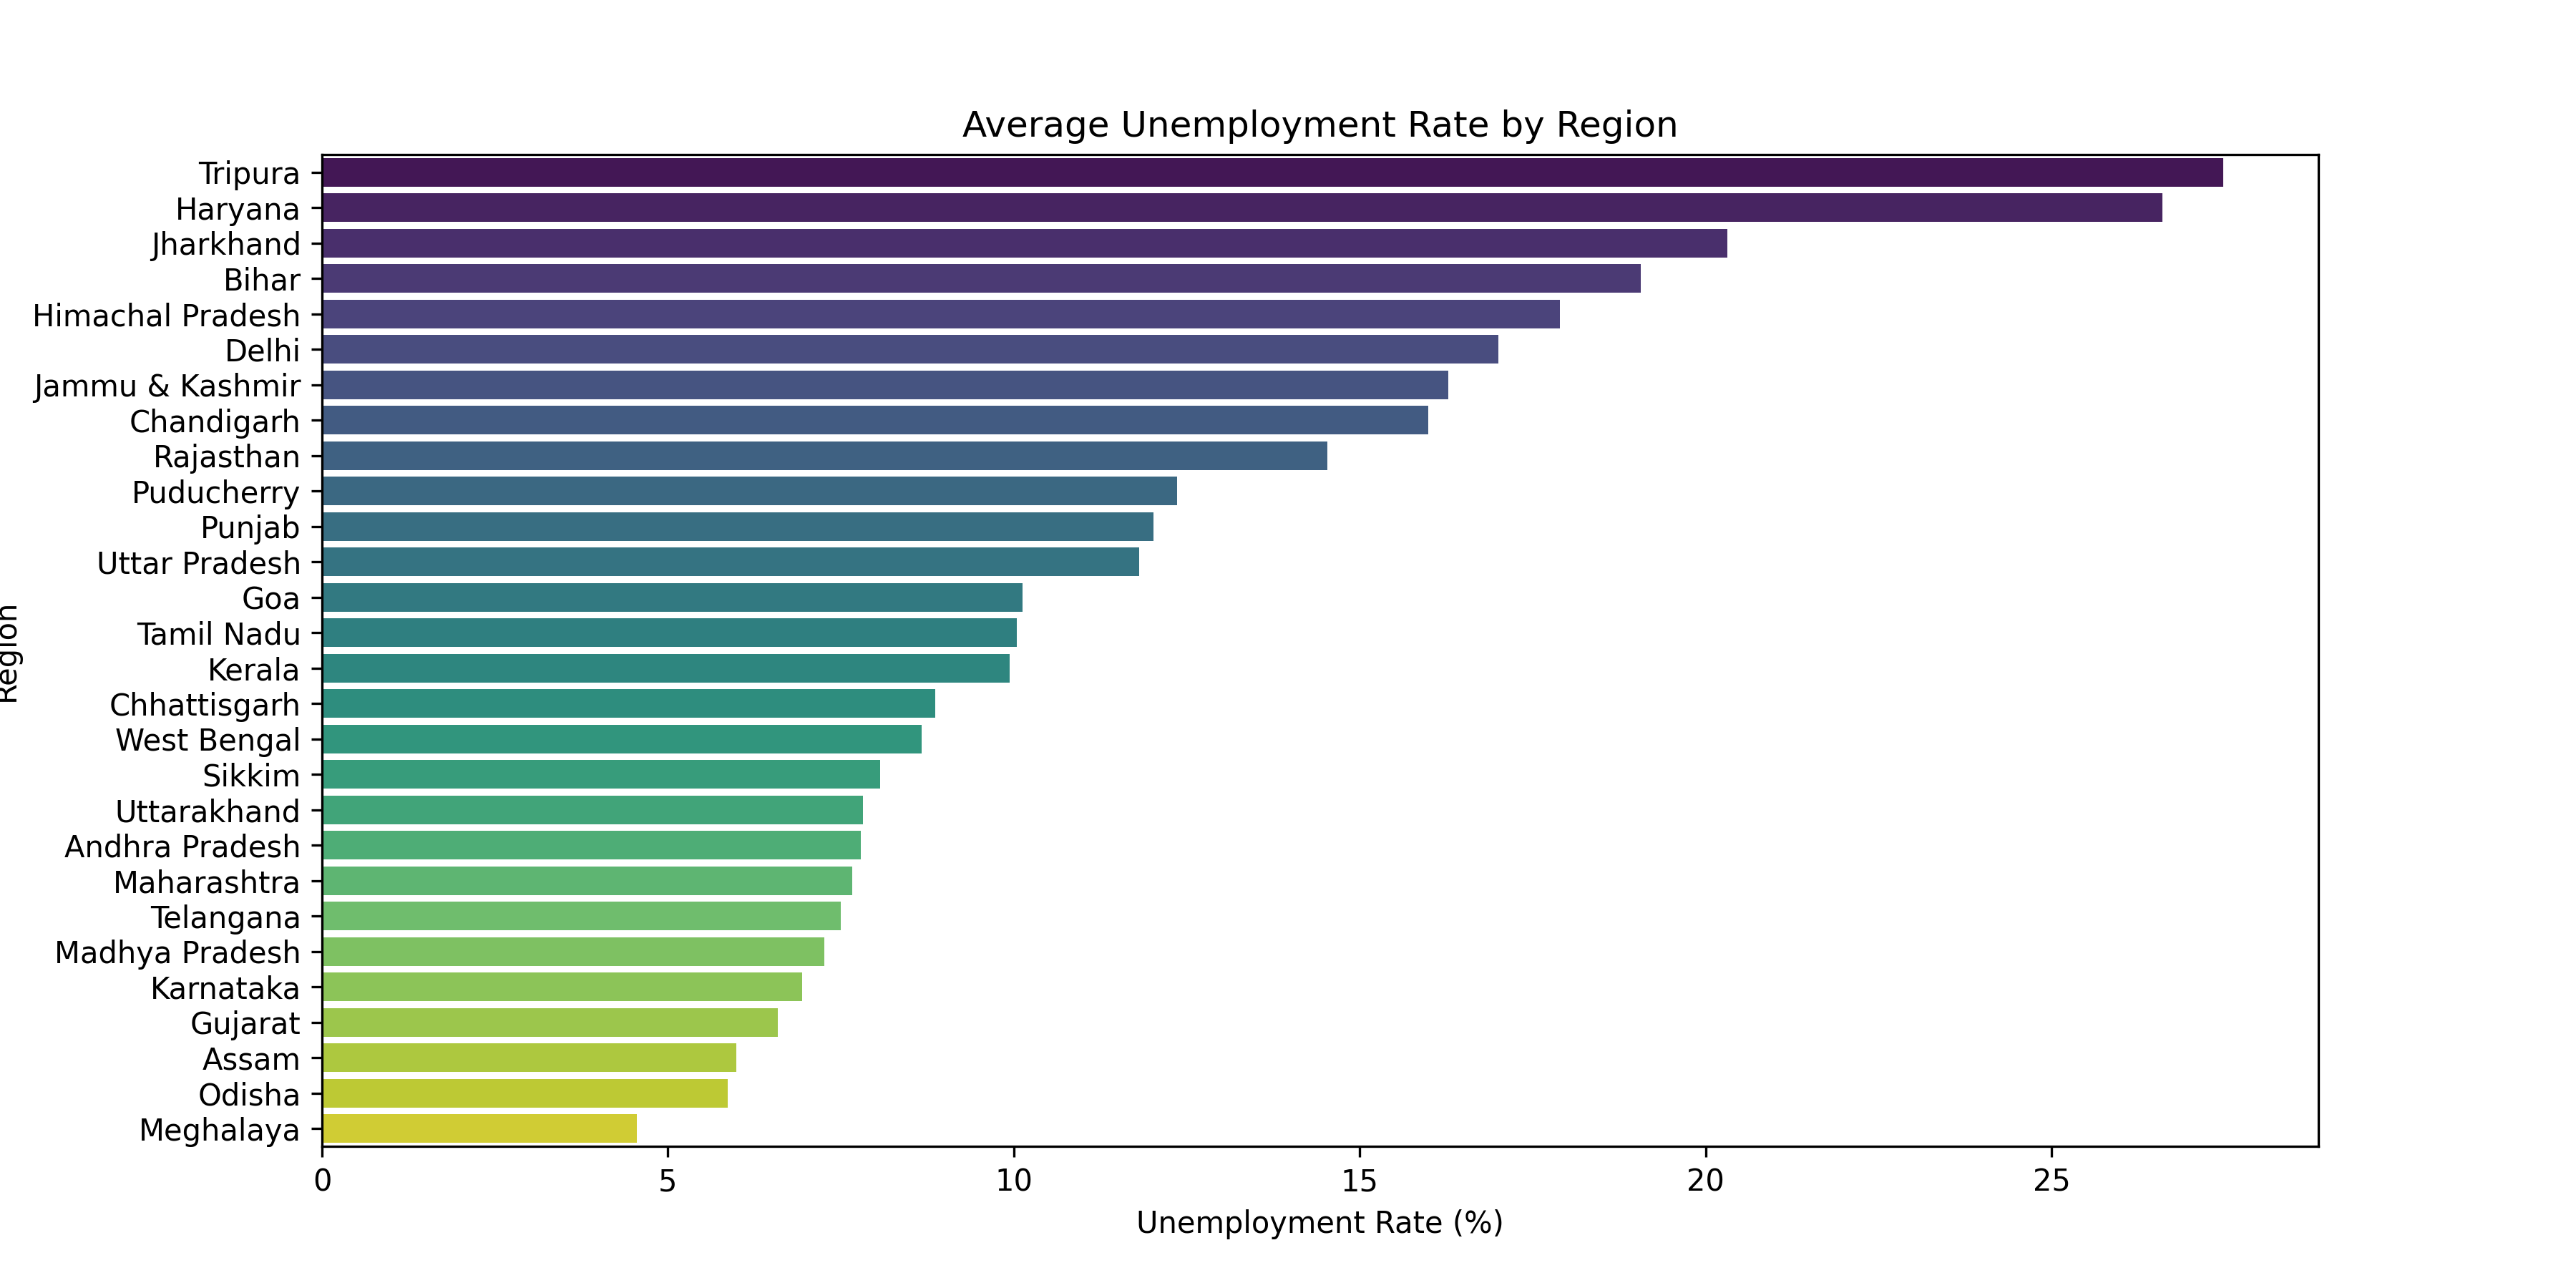 Average Unemployment Rate by Region
Tripura
Haryana
Jharkhand
Bihar
Himachal Pradesh
Delhi
Jammu & Kashmir
Chandigarh
Rajasthan
Puducherry
Punjab
Uttar Pradesh
Goa
Tamil Nadu
Kerala
Chhattisgarh
West Bengal
Sikkim
Uttarakhand
Andhra Pradesh
Maharashtra
Telangana
Madhya Pradesh
Karnataka
Gujarat
Assam
Odisha
Meghalaya
Region
0 5 10 15 20 25
Unemployment Rate (%)